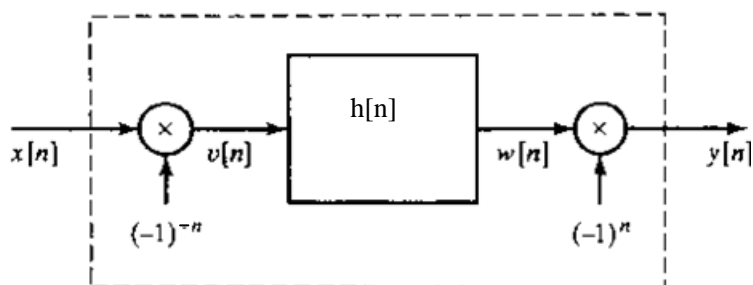 h[n]
× ×
x[n] v[n] w[n] y[n]
(−1)⁻ⁿ (−1)ⁿ